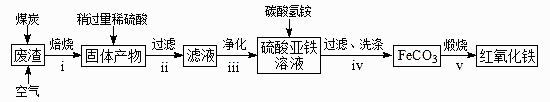 煤炭
稍过量稀硫酸
碳酸氢铵
废渣
焙烧
i
固体产物
过滤
ii
滤液
净化
iii
硫酸亚铁
溶液
过滤、洗涤
iv
FeCO₃
煅烧
v
红氧化铁
空气